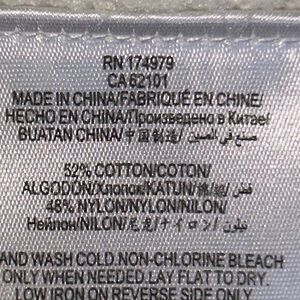 RN 174979
CA 62101
MADE IN CHINA/FABRIQUÉ EN CHINE/
HECHO EN CHINA/Произведено в Китае/
BUATAN CHINA/中国制造/ صنع في الصين
52% COTTON/COTON/
ALGODÓN/Хлопок/KATUN/棉/綿/ قطن
48% NYLON/NYLON/NILON/
Нейлон/NILON/尼龙/ナイロン/ نايلون
AND WASH COLD.NON-CHLORINE BLEACH
ONLY WHEN NEEDED.LAY FLAT TO DRY.
LOW IRON ON REVERSE SIDE ONLY